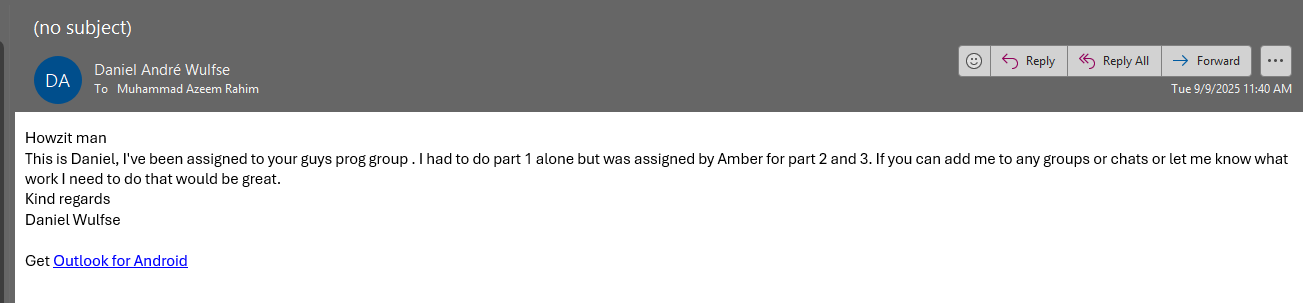 (no subject)
DA
Daniel André Wulfse
To Muhammad Azeem Rahim
Reply
Reply All
Forward
Tue 9/9/2025 11:40 AM
Howzit man
This is Daniel, I've been assigned to your guys prog group . I had to do part 1 alone but was assigned by Amber for part 2 and 3. If you can add me to any groups or chats or let me know what
work I need to do that would be great.
Kind regards
Daniel Wulfse
Get Outlook for Android